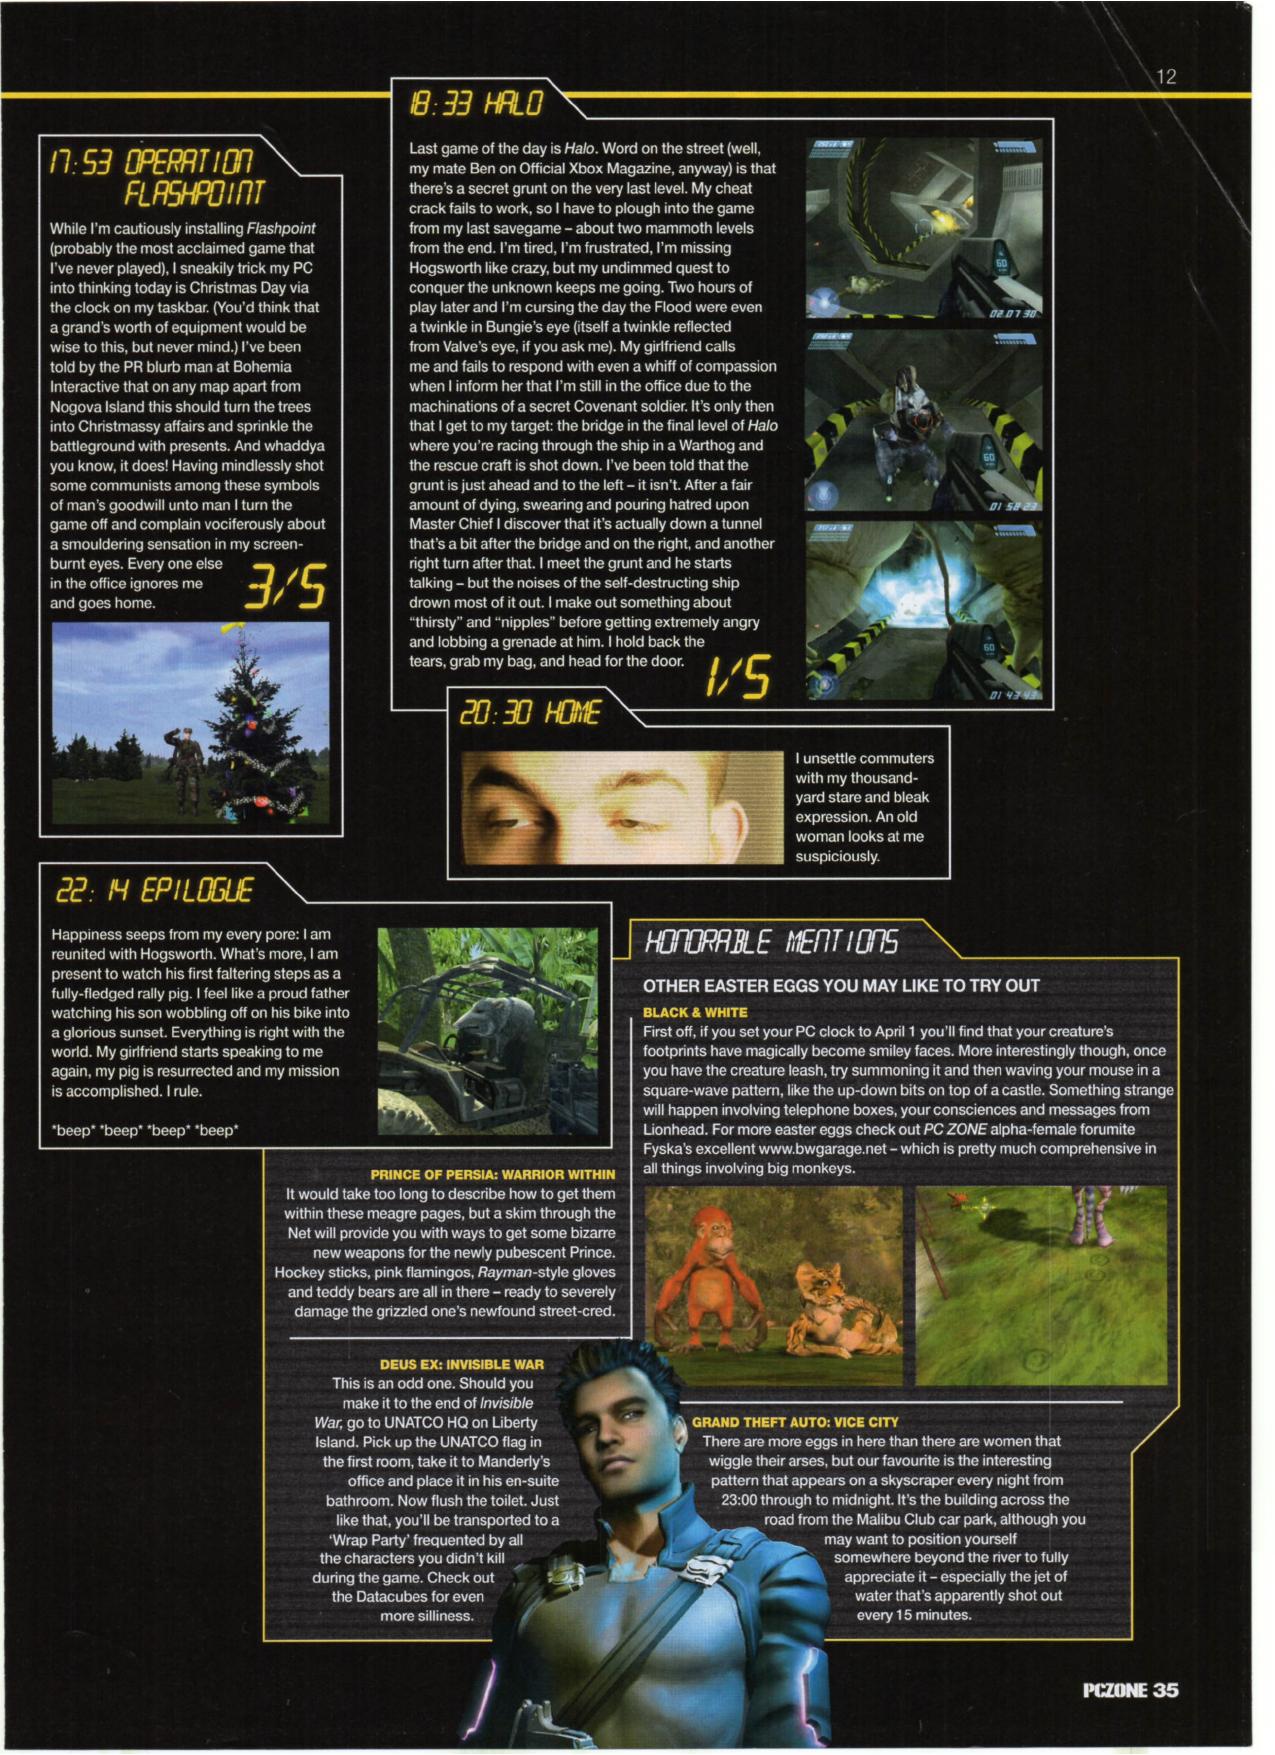 12
17:53 OPERATION
FLASHPOINT
While I'm cautiously installing Flashpoint
(probably the most acclaimed game that
I've never played), I sneakily trick my PC
into thinking today is Christmas Day via
the clock on my taskbar. (You'd think that
a grand's worth of equipment would be
wise to this, but never mind.) I've been
told by the PR blurb man at Bohemia
Interactive that on any map apart from
Nogova Island this should turn the trees
into Christmassy affairs and sprinkle the
battleground with presents. And whaddya
you know, it does! Having mindlessly shot
some communists among these symbols
of man's goodwill unto man I turn the
game off and complain vociferously about
a smouldering sensation in my screen-
burnt eyes. Every one else
in the office ignores me
and goes home.
3/5
18:33 HALO
Last game of the day is Halo. Word on the street (well,
my mate Ben on Official Xbox Magazine, anyway) is that
there's a secret grunt on the very last level. My cheat
crack fails to work, so I have to plough into the game
from my last savegame – about two mammoth levels
from the end. I'm tired, I'm frustrated, I'm missing
Hogsworth like crazy, but my undimmed quest to
conquer the unknown keeps me going. Two hours of
play later and I'm cursing the day the Flood were even
a twinkle in Bungie's eye (itself a twinkle reflected
from Valve's eye, if you ask me). My girlfriend calls
me and fails to respond with even a whiff of compassion
when I inform her that I'm still in the office due to the
machinations of a secret Covenant soldier. It's only then
that I get to my target: the bridge in the final level of Halo
where you're racing through the ship in a Warthog and
the rescue craft is shot down. I've been told that the
grunt is just ahead and to the left – it isn't. After a fair
amount of dying, swearing and pouring hatred upon
Master Chief I discover that it's actually down a tunnel
that's a bit after the bridge and on the right, and another
right turn after that. I meet the grunt and he starts
talking – but the noises of the self-destructing ship
drown most of it out. I make out something about
"thirsty" and "nipples" before getting extremely angry
and lobbing a grenade at him. I hold back the
tears, grab my bag, and head for the door.
1/5
60
02:07:30
60
01:58:23
60
01:43:43
20:30 HOME
I unsettle commuters
with my thousand-
yard stare and bleak
expression. An old
woman looks at me
suspiciously.
22:14 EPILOGUE
Happiness seeps from my every pore: I am
reunited with Hogsworth. What's more, I am
present to watch his first faltering steps as a
fully-fledged rally pig. I feel like a proud father
watching his son wobbling off on his bike into
a glorious sunset. Everything is right with the
world. My girlfriend starts speaking to me
again, my pig is resurrected and my mission
is accomplished. I rule.
*beep* *beep* *beep* *beep*
HONORABLE MENTIONS
OTHER EASTER EGGS YOU MAY LIKE TO TRY OUT
BLACK & WHITE
First off, if you set your PC clock to April 1 you'll find that your creature's
footprints have magically become smiley faces. More interestingly though, once
you have the creature leash, try summoning it and then waving your mouse in a
square-wave pattern, like the up-down bits on top of a castle. Something strange
will happen involving telephone boxes, your consciences and messages from
Lionhead. For more easter eggs check out PC ZONE alpha-female forumite
Fyska's excellent www.bwgarage.net – which is pretty much comprehensive in
all things involving big monkeys.
PRINCE OF PERSIA: WARRIOR WITHIN
It would take too long to describe how to get them
within these meagre pages, but a skim through the
Net will provide you with ways to get some bizarre
new weapons for the newly pubescent Prince.
Hockey sticks, pink flamingos, Rayman-style gloves
and teddy bears are all in there – ready to severely
damage the grizzled one's newfound street-cred.
DEUS EX: INVISIBLE WAR
This is an odd one. Should you
make it to the end of Invisible
War, go to UNATCO HQ on Liberty
Island. Pick up the UNATCO flag in
the first room, take it to Manderly's
office and place it in his en-suite
bathroom. Now flush the toilet. Just
like that, you'll be transported to a
'Wrap Party' frequented by all
the characters you didn't kill
during the game. Check out
the Datacubes for even
more silliness.
GRAND THEFT AUTO: VICE CITY
There are more eggs in here than there are women that
wiggle their arses, but our favourite is the interesting
pattern that appears on a skyscraper every night from
23:00 through to midnight. It's the building across the
road from the Malibu Club car park, although you
may want to position yourself
somewhere beyond the river to fully
appreciate it – especially the jet of
water that's apparently shot out
every 15 minutes.
PCZONE 35